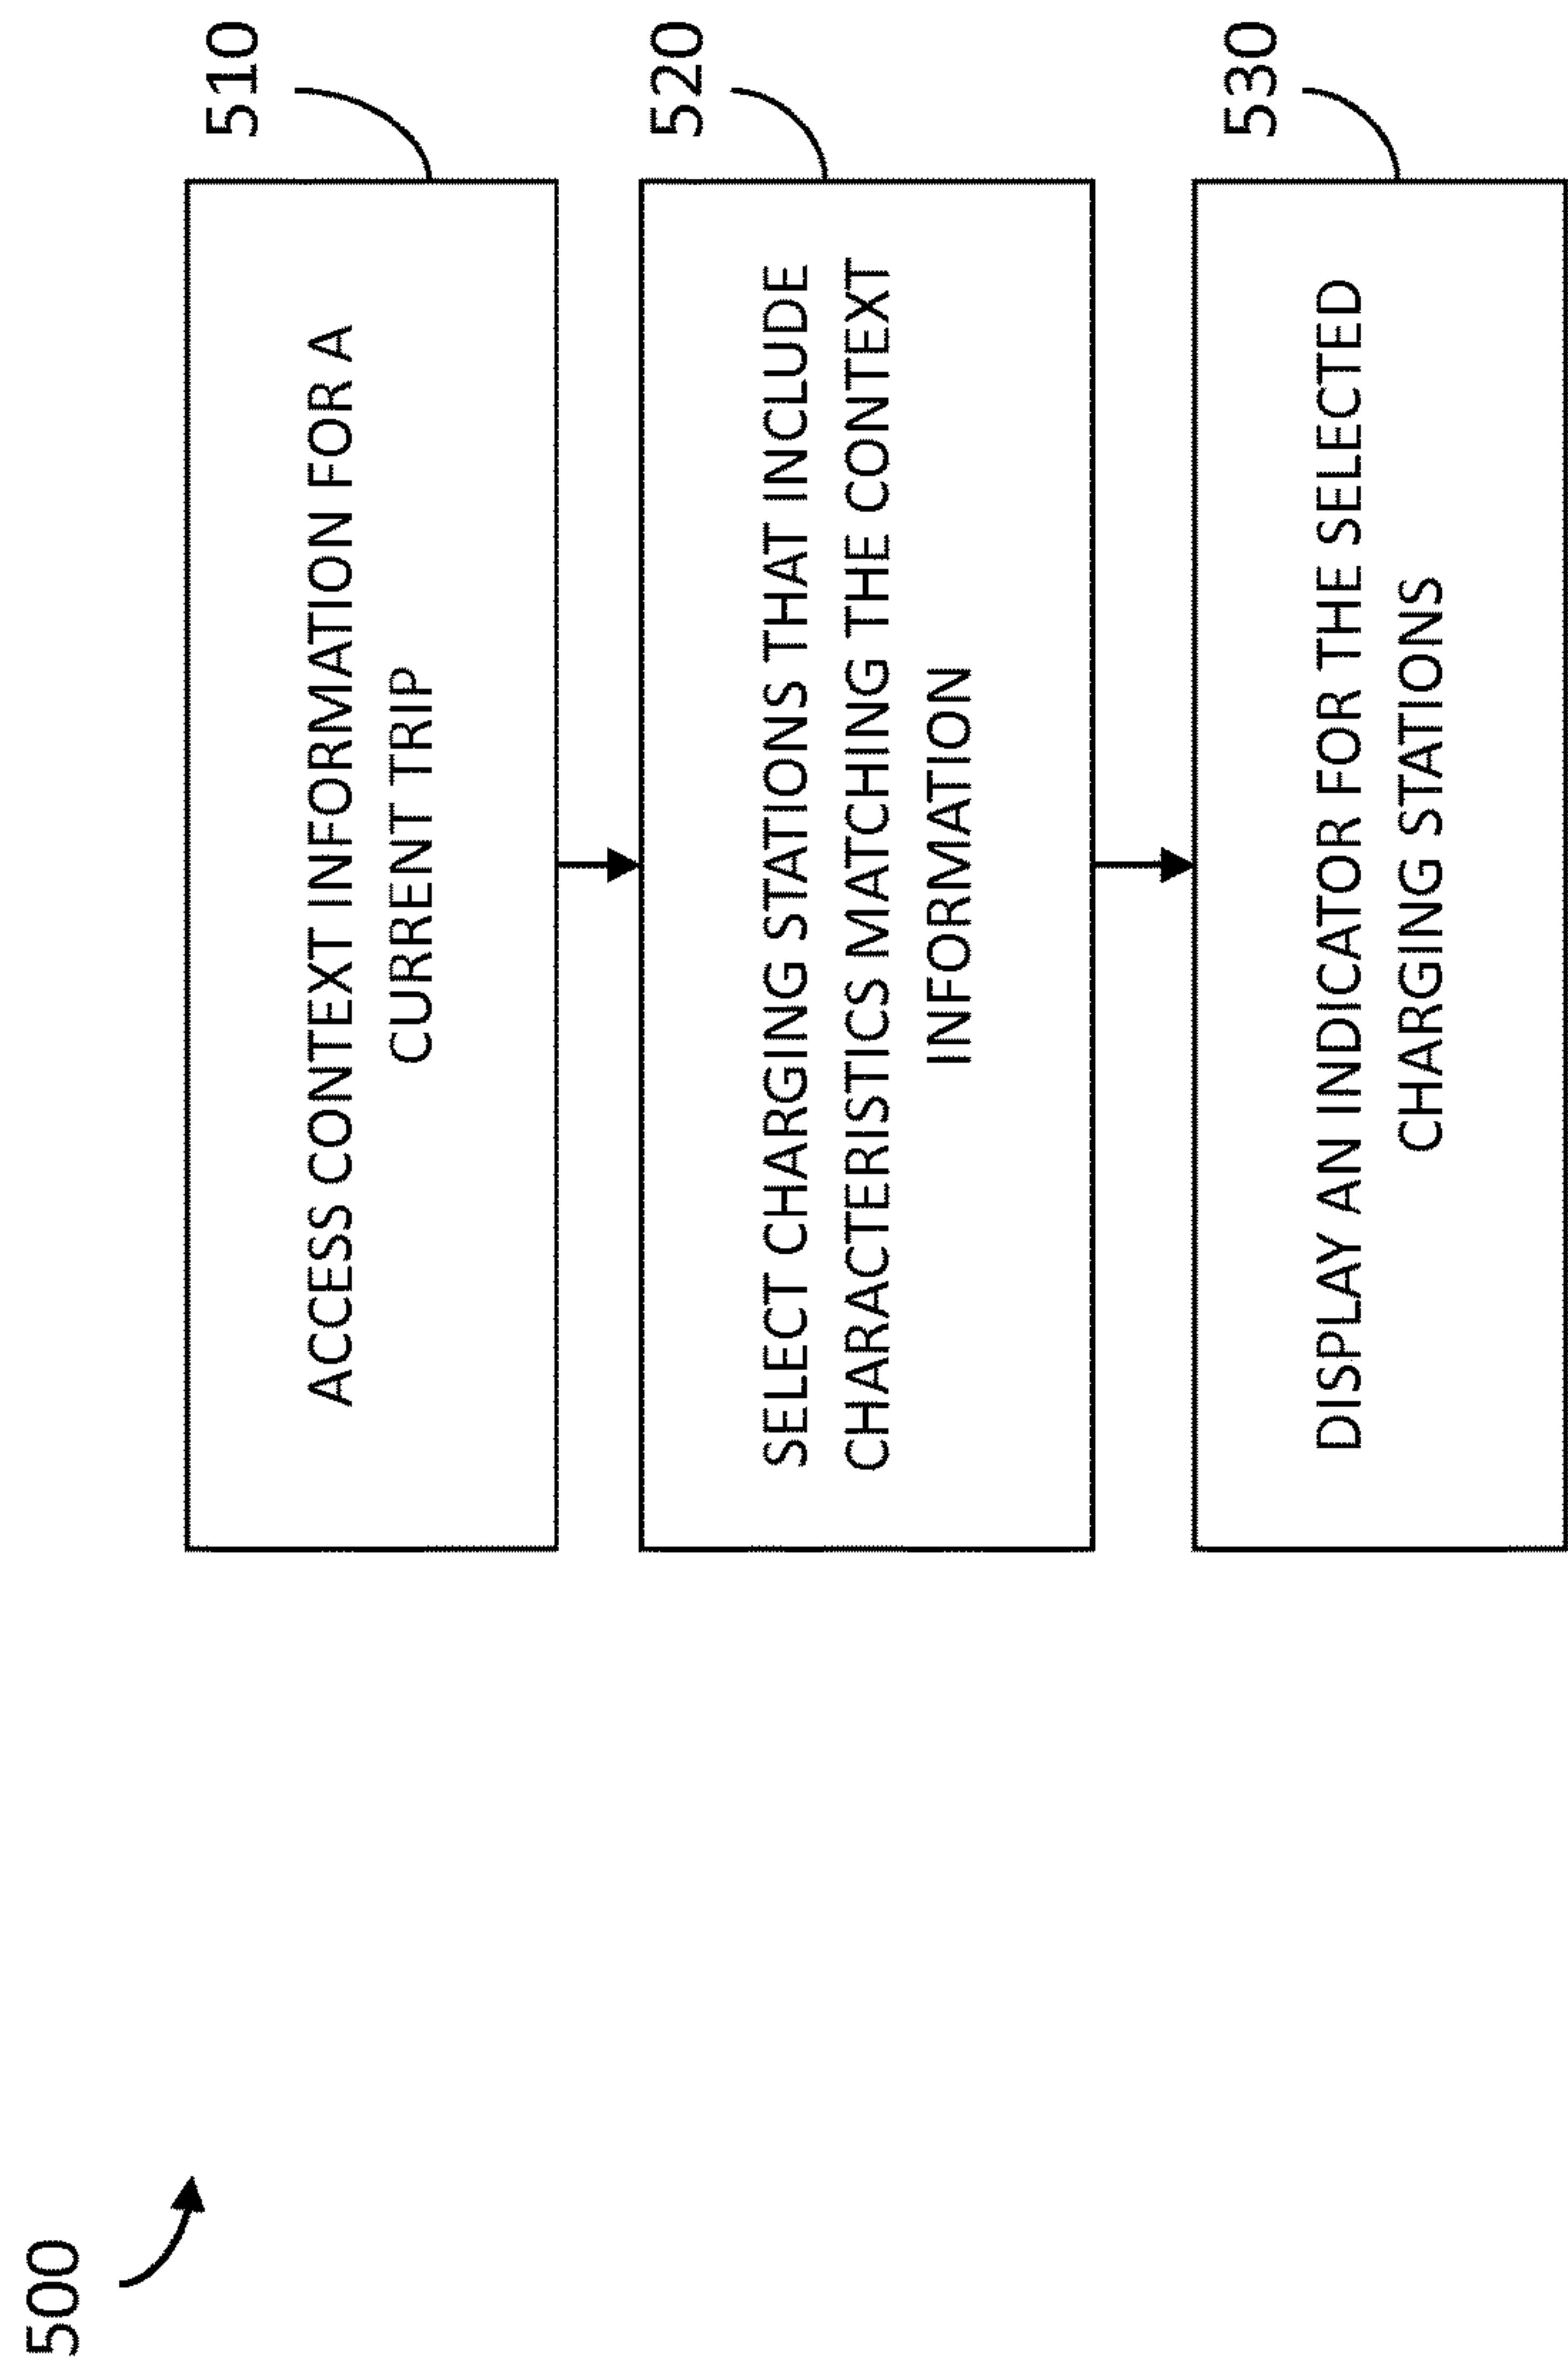 500
510
ACCESS CONTEXT INFORMATION FOR A
CURRENT TRIP
520
SELECT CHARGING STATIONS THAT INCLUDE
CHARACTERISTICS MATCHING THE CONTEXT
INFORMATION
530
DISPLAY AN INDICATOR FOR THE SELECTED
CHARGING STATIONS